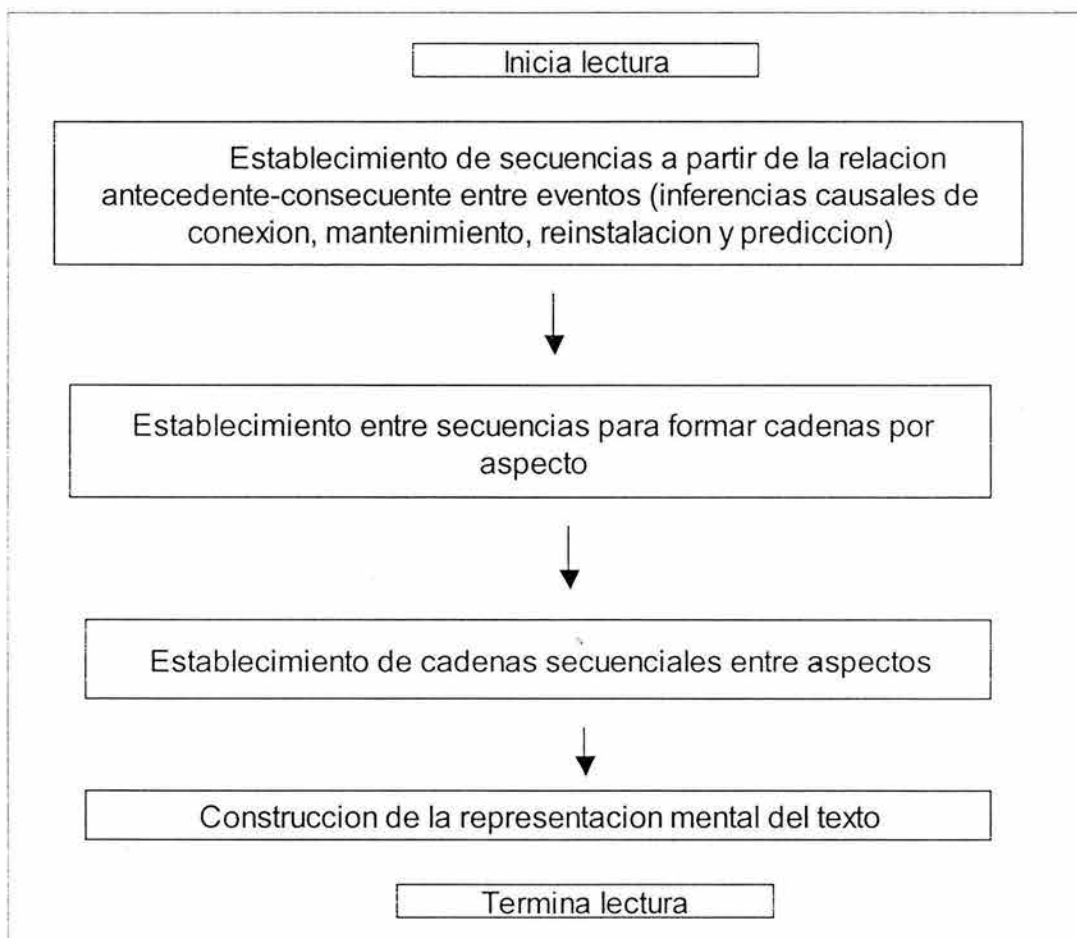 Inicia lectura
Establecimiento de secuencias a partir de la relacion
antecedente-consecuente entre eventos (inferencias causales de
conexion, mantenimiento, reinstalacion y prediccion)
Establecimiento entre secuencias para formar cadenas por
aspecto
Establecimiento de cadenas secuenciales entre aspectos
Construccion de la representacion mental del texto
Termina lectura